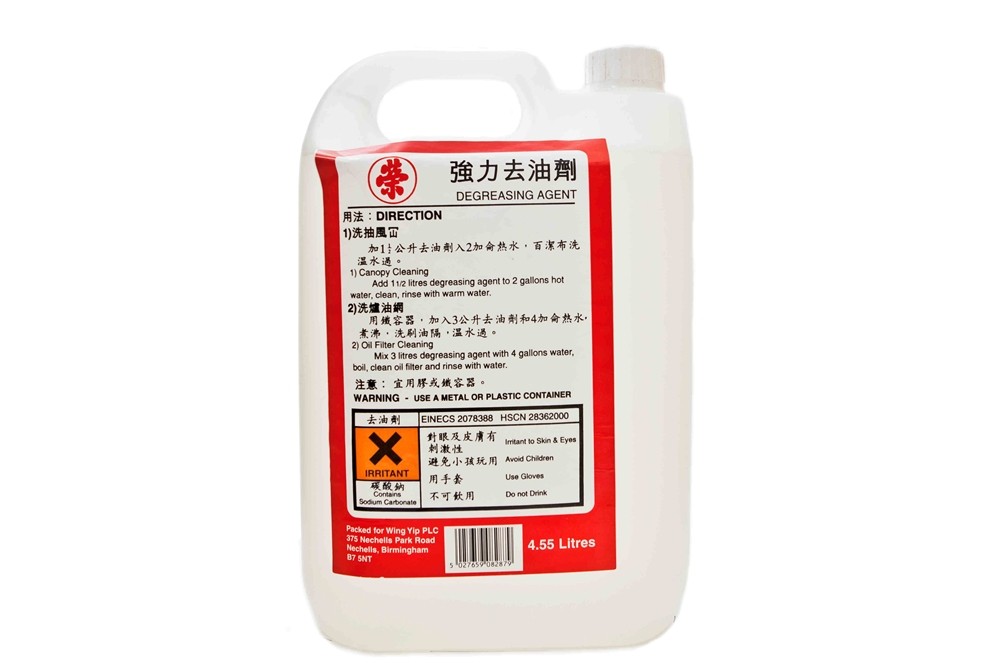 榮
強力去油劑
DEGREASING AGENT
用法：DIRECTION
1)洗抽風罩
加1½公升去油劑入2加侖熱水，百潔布洗
溫水過。
1) Canopy Cleaning
Add 1 1/2 litres degreasing agent to 2 gallons hot
water, clean, rinse with warm water.
2)洗爐油網
用鐵容器，加入3公升去油劑和4加侖熱水，
煮沸，洗刷油隔，溫水過。
2) Oil Filter Cleaning
Mix 3 litres degreasing agent with 4 gallons water,
boil, clean oil filter and rinse with water.
注意：宜用膠或鐵容器。
WARNING - USE A METAL OR PLASTIC CONTAINER
去油劑 EINECS 2078388 HSCN 28362000
IRRITANT
碳酸鈉
Contains
Sodium Carbonate
對眼及皮膚有
刺激性 Irritant to Skin & Eyes
避免小孩玩用 Avoid Children
用手套 Use Gloves
不可飲用 Do not Drink
Packed for Wing Yip PLC
375 Nechells Park Road
Nechells, Birmingham
B7 5NT
5 027659 082879
4.55 Litres